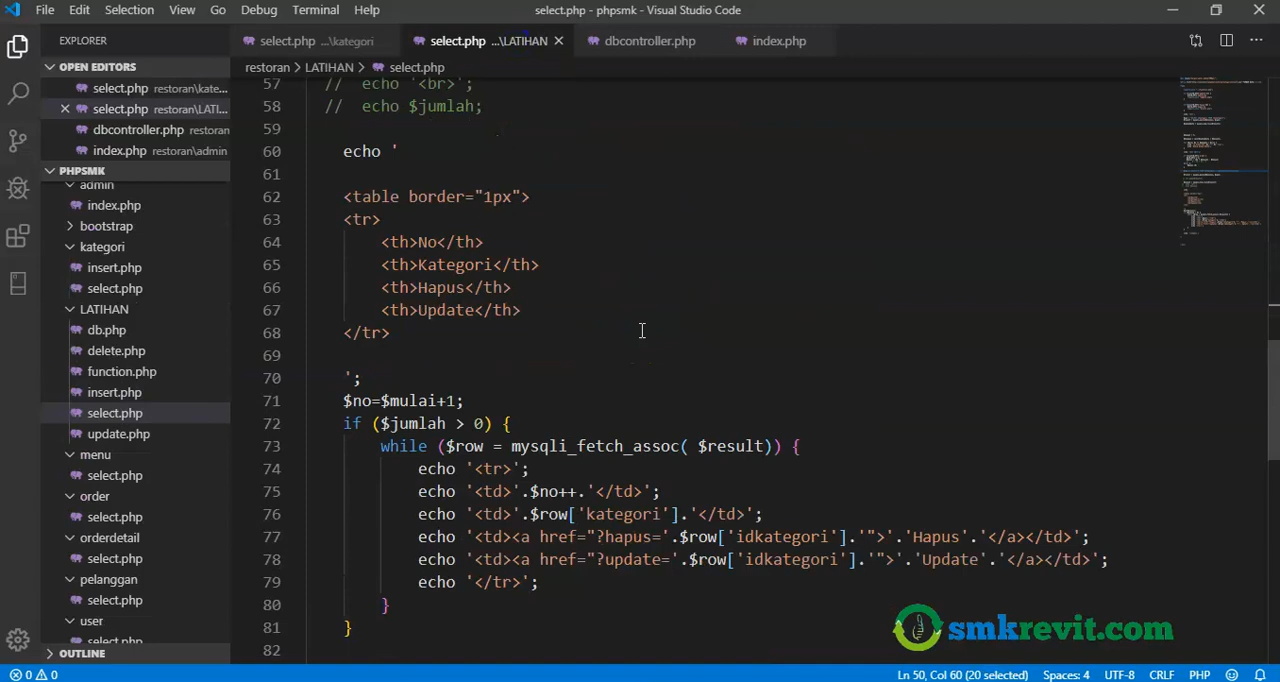 File Edit Selection View Go Debug Terminal Help select.php - phpsmk - Visual Studio Code
EXPLORER
OPEN EDITORS
select.php restoran\kate...
select.php restoran\LATI...
dbcontroller.php restoran
index.php restoran\admin
PHPSMK
admin
index.php
bootstrap
kategori
insert.php
select.php
LATIHAN
db.php
delete.php
function.php
insert.php
select.php
update.php
menu
select.php
order
select.php
orderdetail
select.php
pelanggan
select.php
user
select.php
OUTLINE
select.php ...\kategori select.php ...\LATIHAN dbcontroller.php index.php
restoran > LATIHAN > select.php
57 // echo '<br>';
58 // echo $jumlah;
59
60 echo '
61
62 <table border="1px">
63 <tr>
64 <th>No</th>
65 <th>Kategori</th>
66 <th>Hapus</th>
67 <th>Update</th>
68 </tr>
69
70 ';
71 $no=$mulai+1;
72 if ($jumlah > 0) {
73 while ($row = mysqli_fetch_assoc( $result)) {
74 echo '<tr>';
75 echo '<td>'.$no++.'</td>';
76 echo '<td>'.$row['kategori'].'</td>';
77 echo '<td><a href="?hapus='.$row['idkategori'].'">'.'Hapus'.'</a></td>';
78 echo '<td><a href="?update='.$row['idkategori'].'">'.'Update'.'</a></td>';
79 echo '</tr>';
80 }
81 }
82
smkrevit.com
0 0 Ln 50, Col 60 (20 selected) Spaces: 4 UTF-8 CRLF PHP